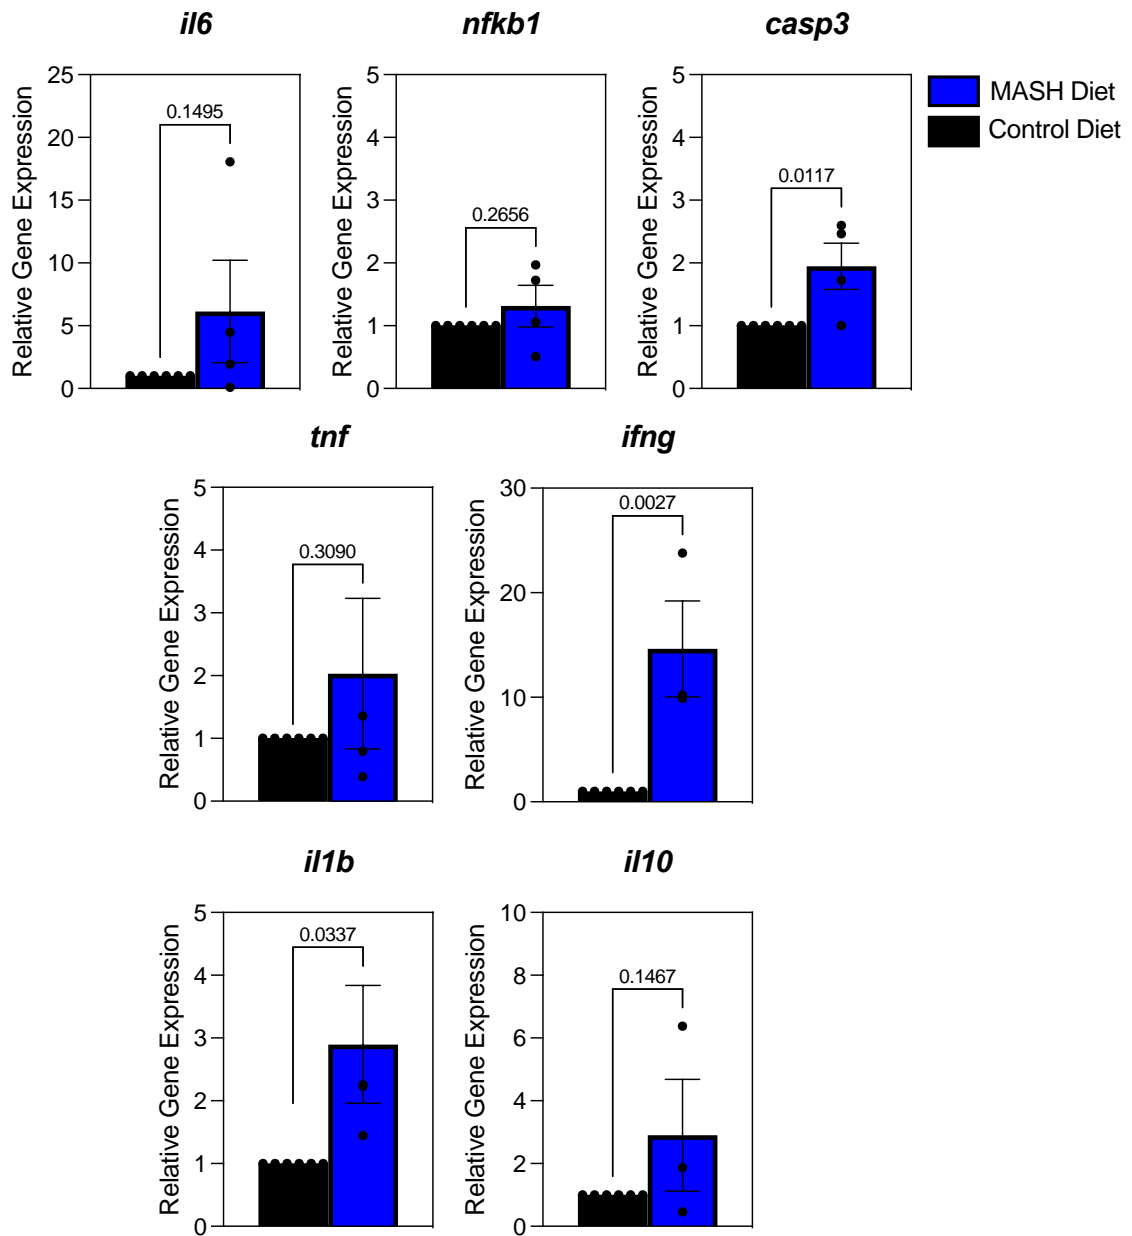 il6
nfkb1
casp3
Relative Gene Expression
25
20
15
10
5
0
0.1495
Relative Gene Expression
5
4
3
2
1
0
0.2656
Relative Gene Expression
5
4
3
2
1
0
0.0117
MASH Diet
Control Diet
tnf
ifng
Relative Gene Expression
5
4
3
2
1
0
0.3090
Relative Gene Expression
30
20
10
0
0.0027
il1b
il10
Relative Gene Expression
5
4
3
2
1
0
0.0337
Relative Gene Expression
10
8
6
4
2
0
0.1467